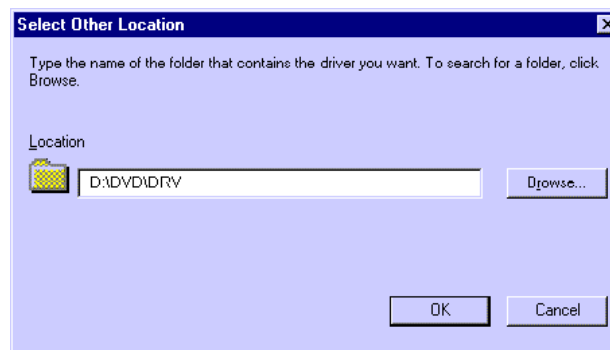 Select Other Location
Type the name of the folder that contains the driver you want. To search for a folder, click
Browse.
Location
D:\DVD\DRV
Browse...
OK
Cancel